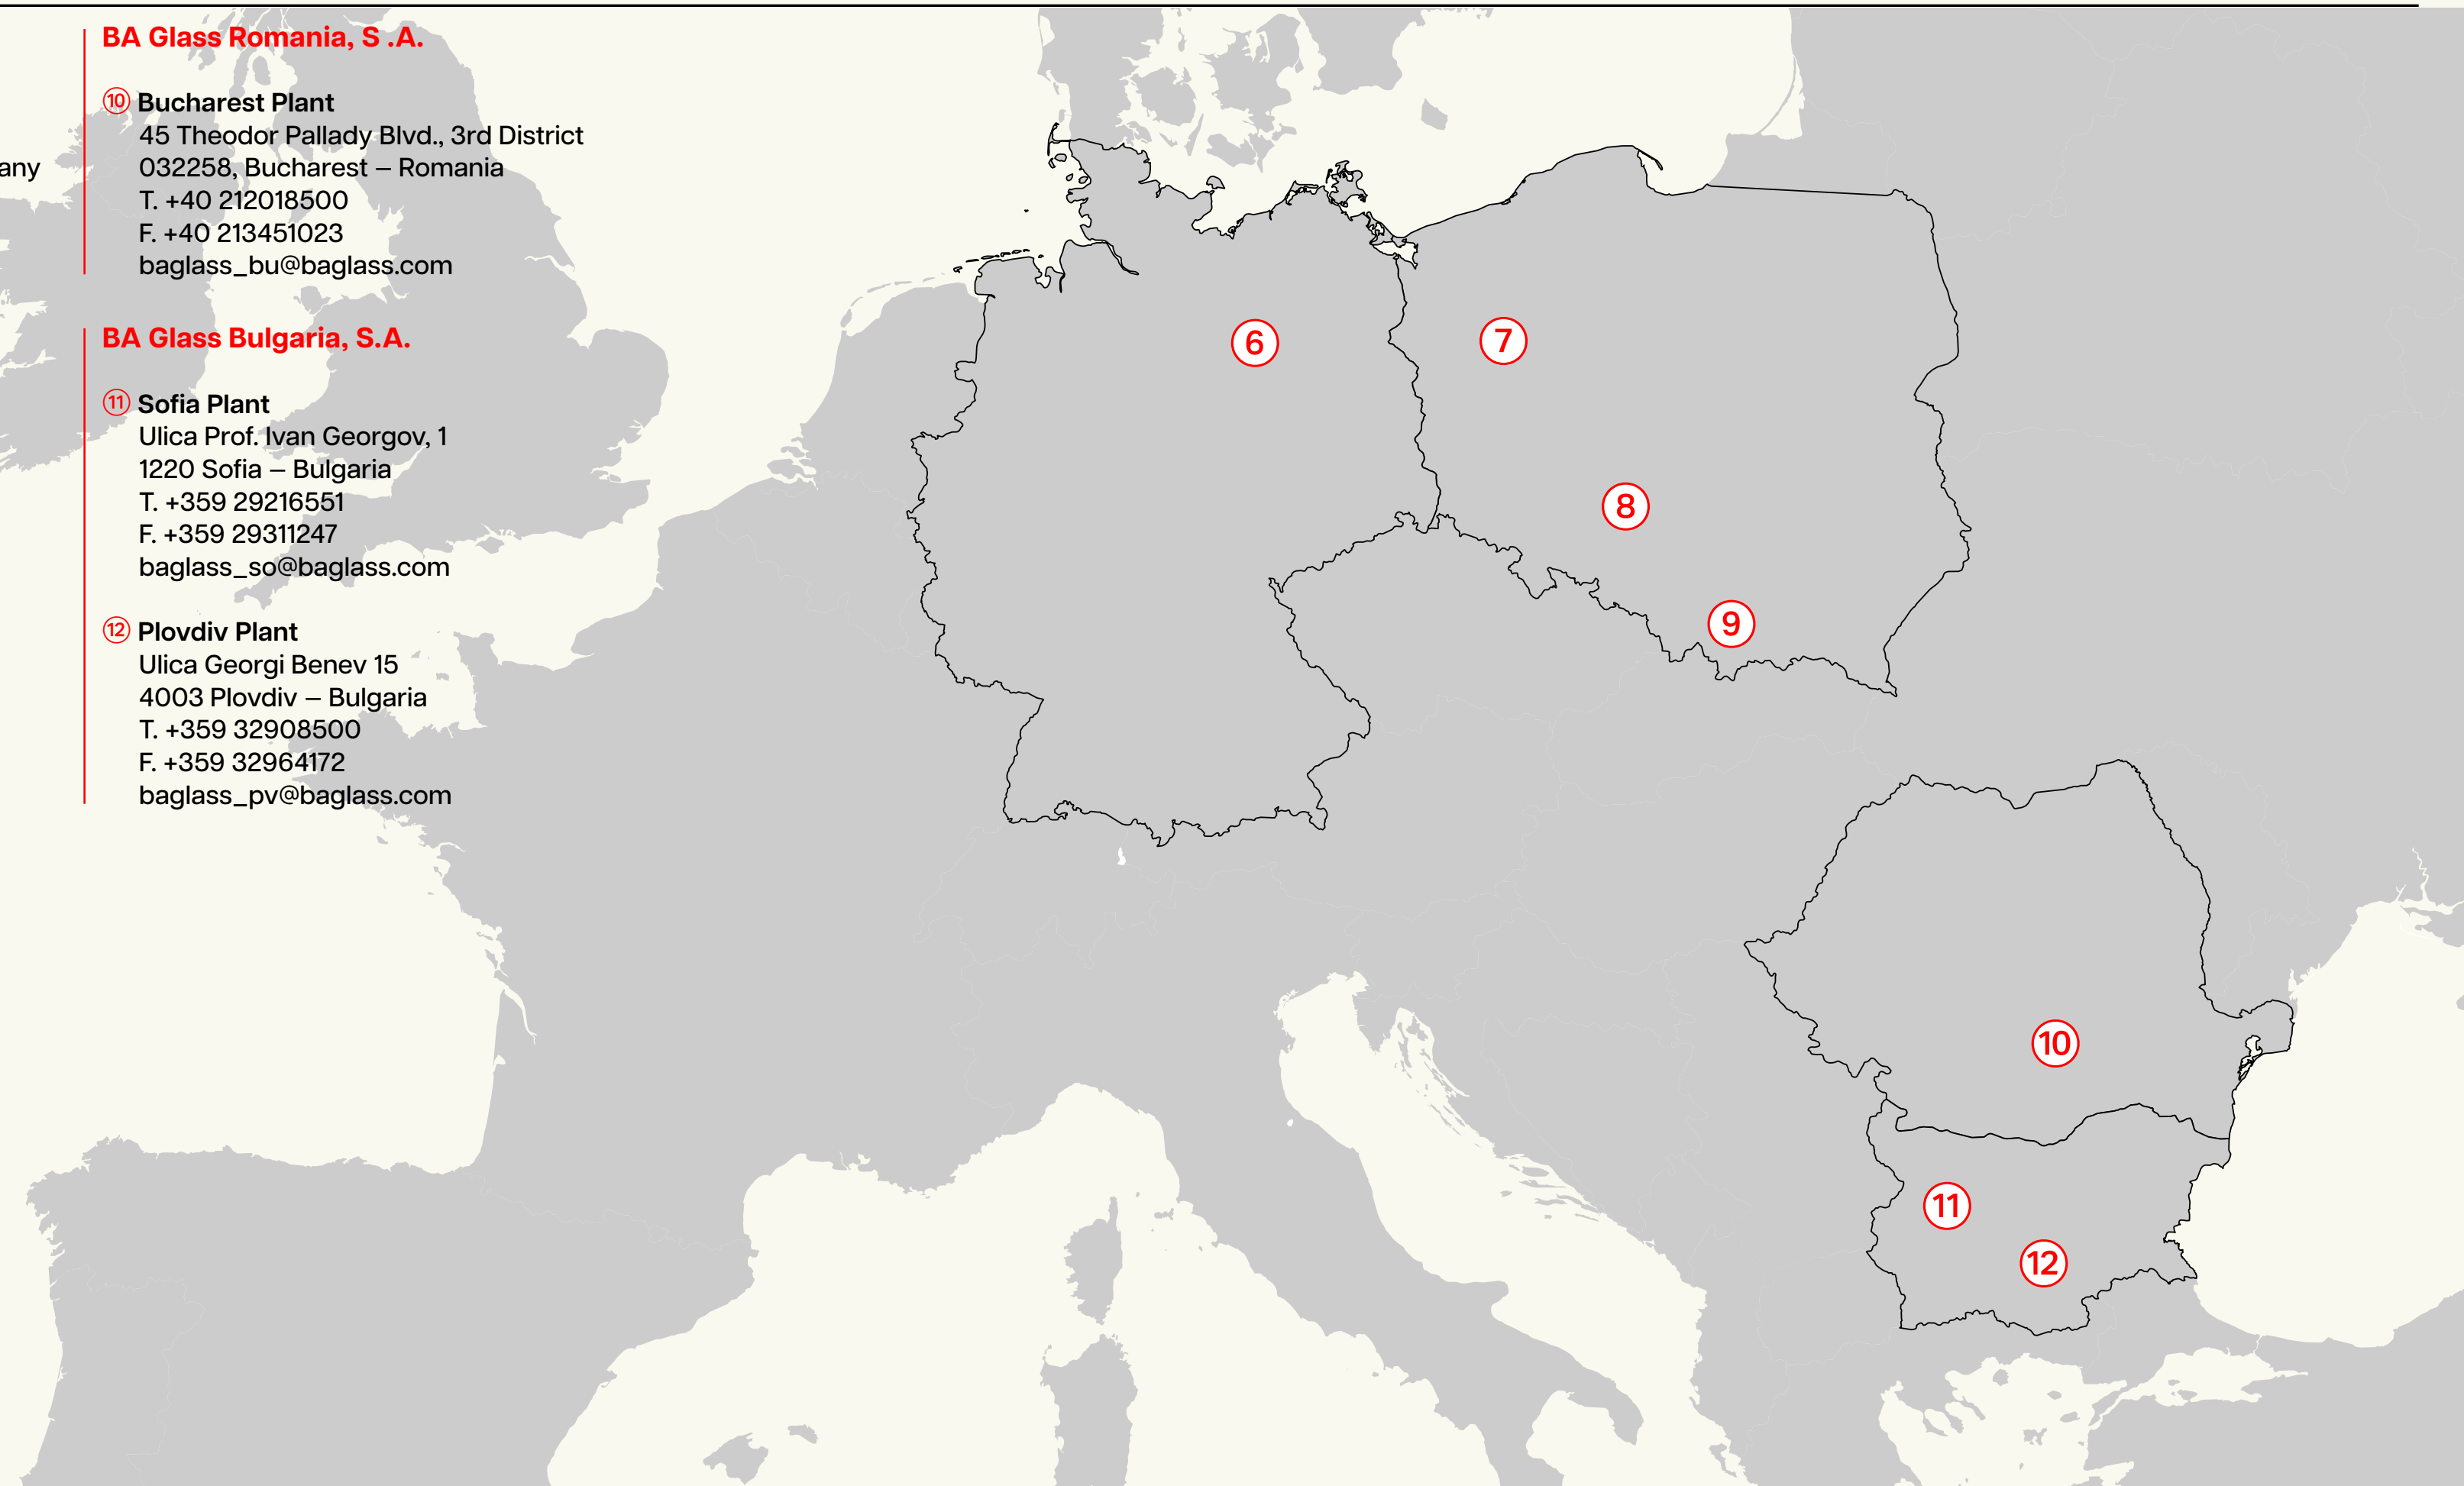 BA Glass Romania, S .A.
10 Bucharest Plant
45 Theodor Pallady Blvd., 3rd District
032258, Bucharest – Romania
T. +40 212018500
F. +40 213451023
baglass_bu@baglass.com
any
BA Glass Bulgaria, S.A.
11 Sofia Plant
Ulica Prof. Ivan Georgov, 1
1220 Sofia – Bulgaria
T. +359 29216551
F. +359 29311247
baglass_so@baglass.com
12 Plovdiv Plant
Ulica Georgi Benev 15
4003 Plovdiv – Bulgaria
T. +359 32908500
F. +359 32964172
baglass_pv@baglass.com
6
7
8
9
10
11
12